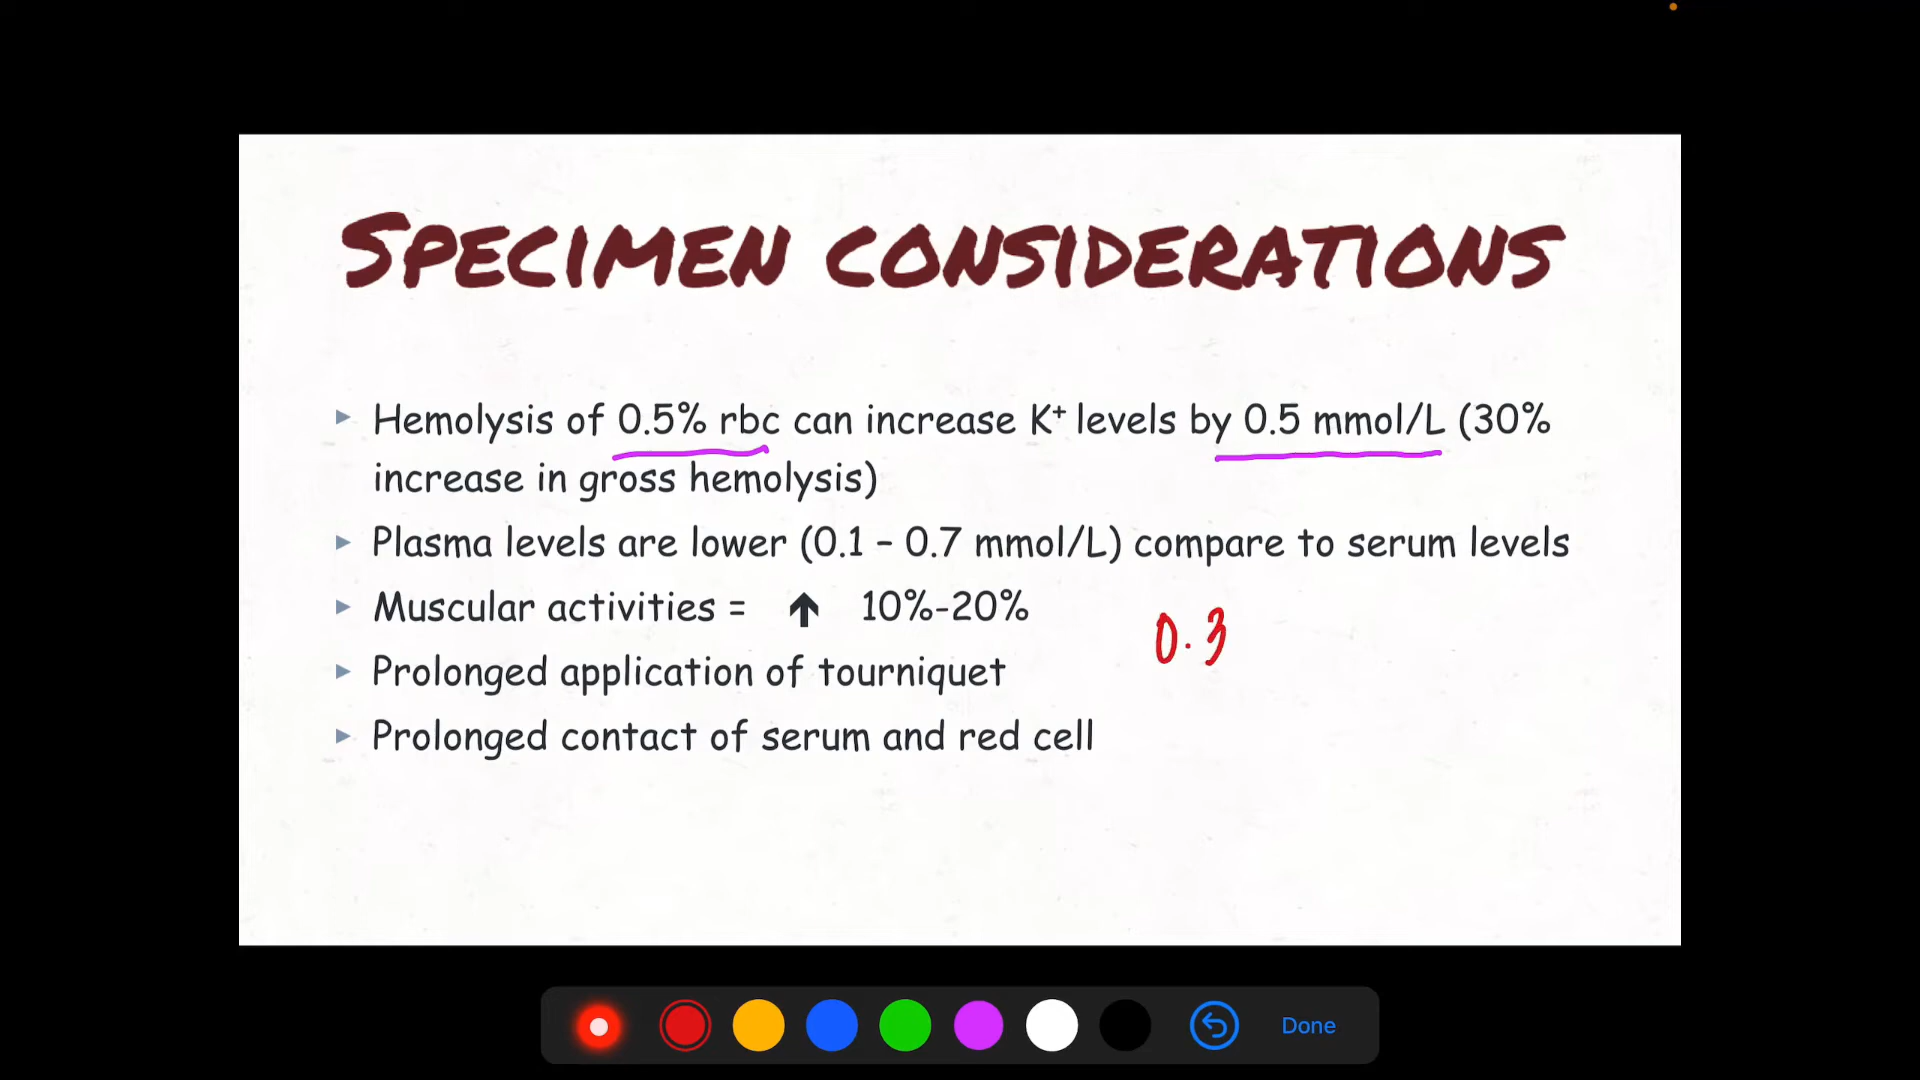 SPECIMEN CONSIDERATIONS
Hemolysis of 0.5% rbc can increase K⁺ levels by 0.5 mmol/L (30%
increase in gross hemolysis)
Plasma levels are lower (0.1 – 0.7 mmol/L) compare to serum levels
Muscular activities = ↑ 10%-20%
0.3
Prolonged application of tourniquet
Prolonged contact of serum and red cell
Done